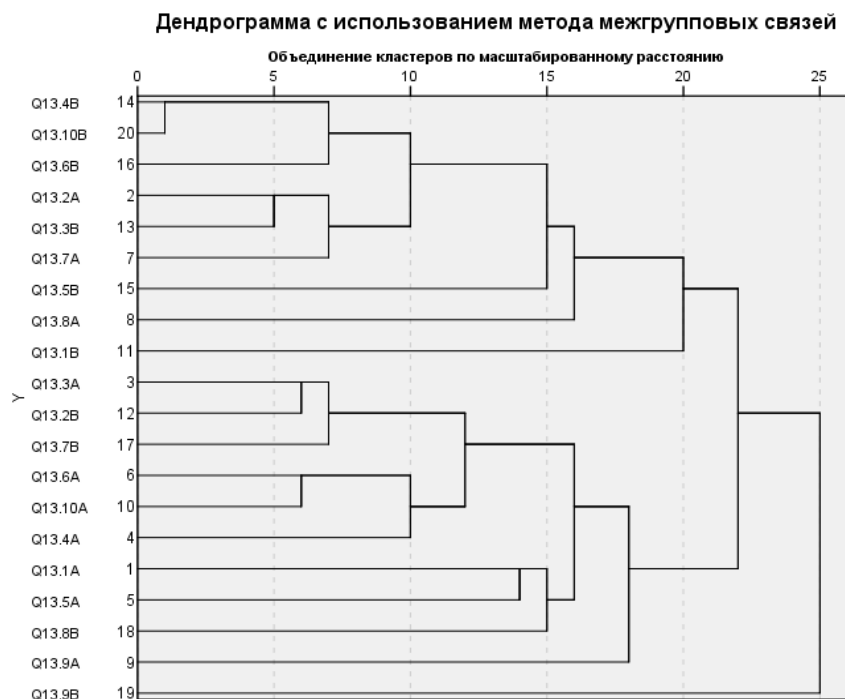 Дендрограмма с использованием метода межгрупповых связей
Объединение кластеров по масштабированному расстоянию
0 5 10 15 20 25
Q13.4B 14
Q13.10B 20
Q13.6B 16
Q13.2A 2
Q13.3B 13
Q13.7A 7
Q13.5B 15
Q13.8A 8
Q13.1B 11
Q13.3A 3
Y
Q13.2B 12
Q13.7B 17
Q13.6A 6
Q13.10A 10
Q13.4A 4
Q13.1A 1
Q13.5A 5
Q13.8B 18
Q13.9A 9
Q13.9B 19